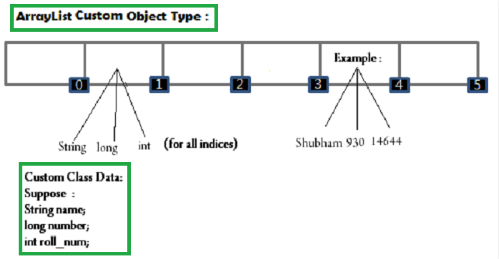 ArrayList Custom Object Type :
Example :
0 1 2 3 4 5
String long int (for all indices)
Shubham 930 14644
Custom Class Data:
Suppose :
String name;
long number;
int roll_num;